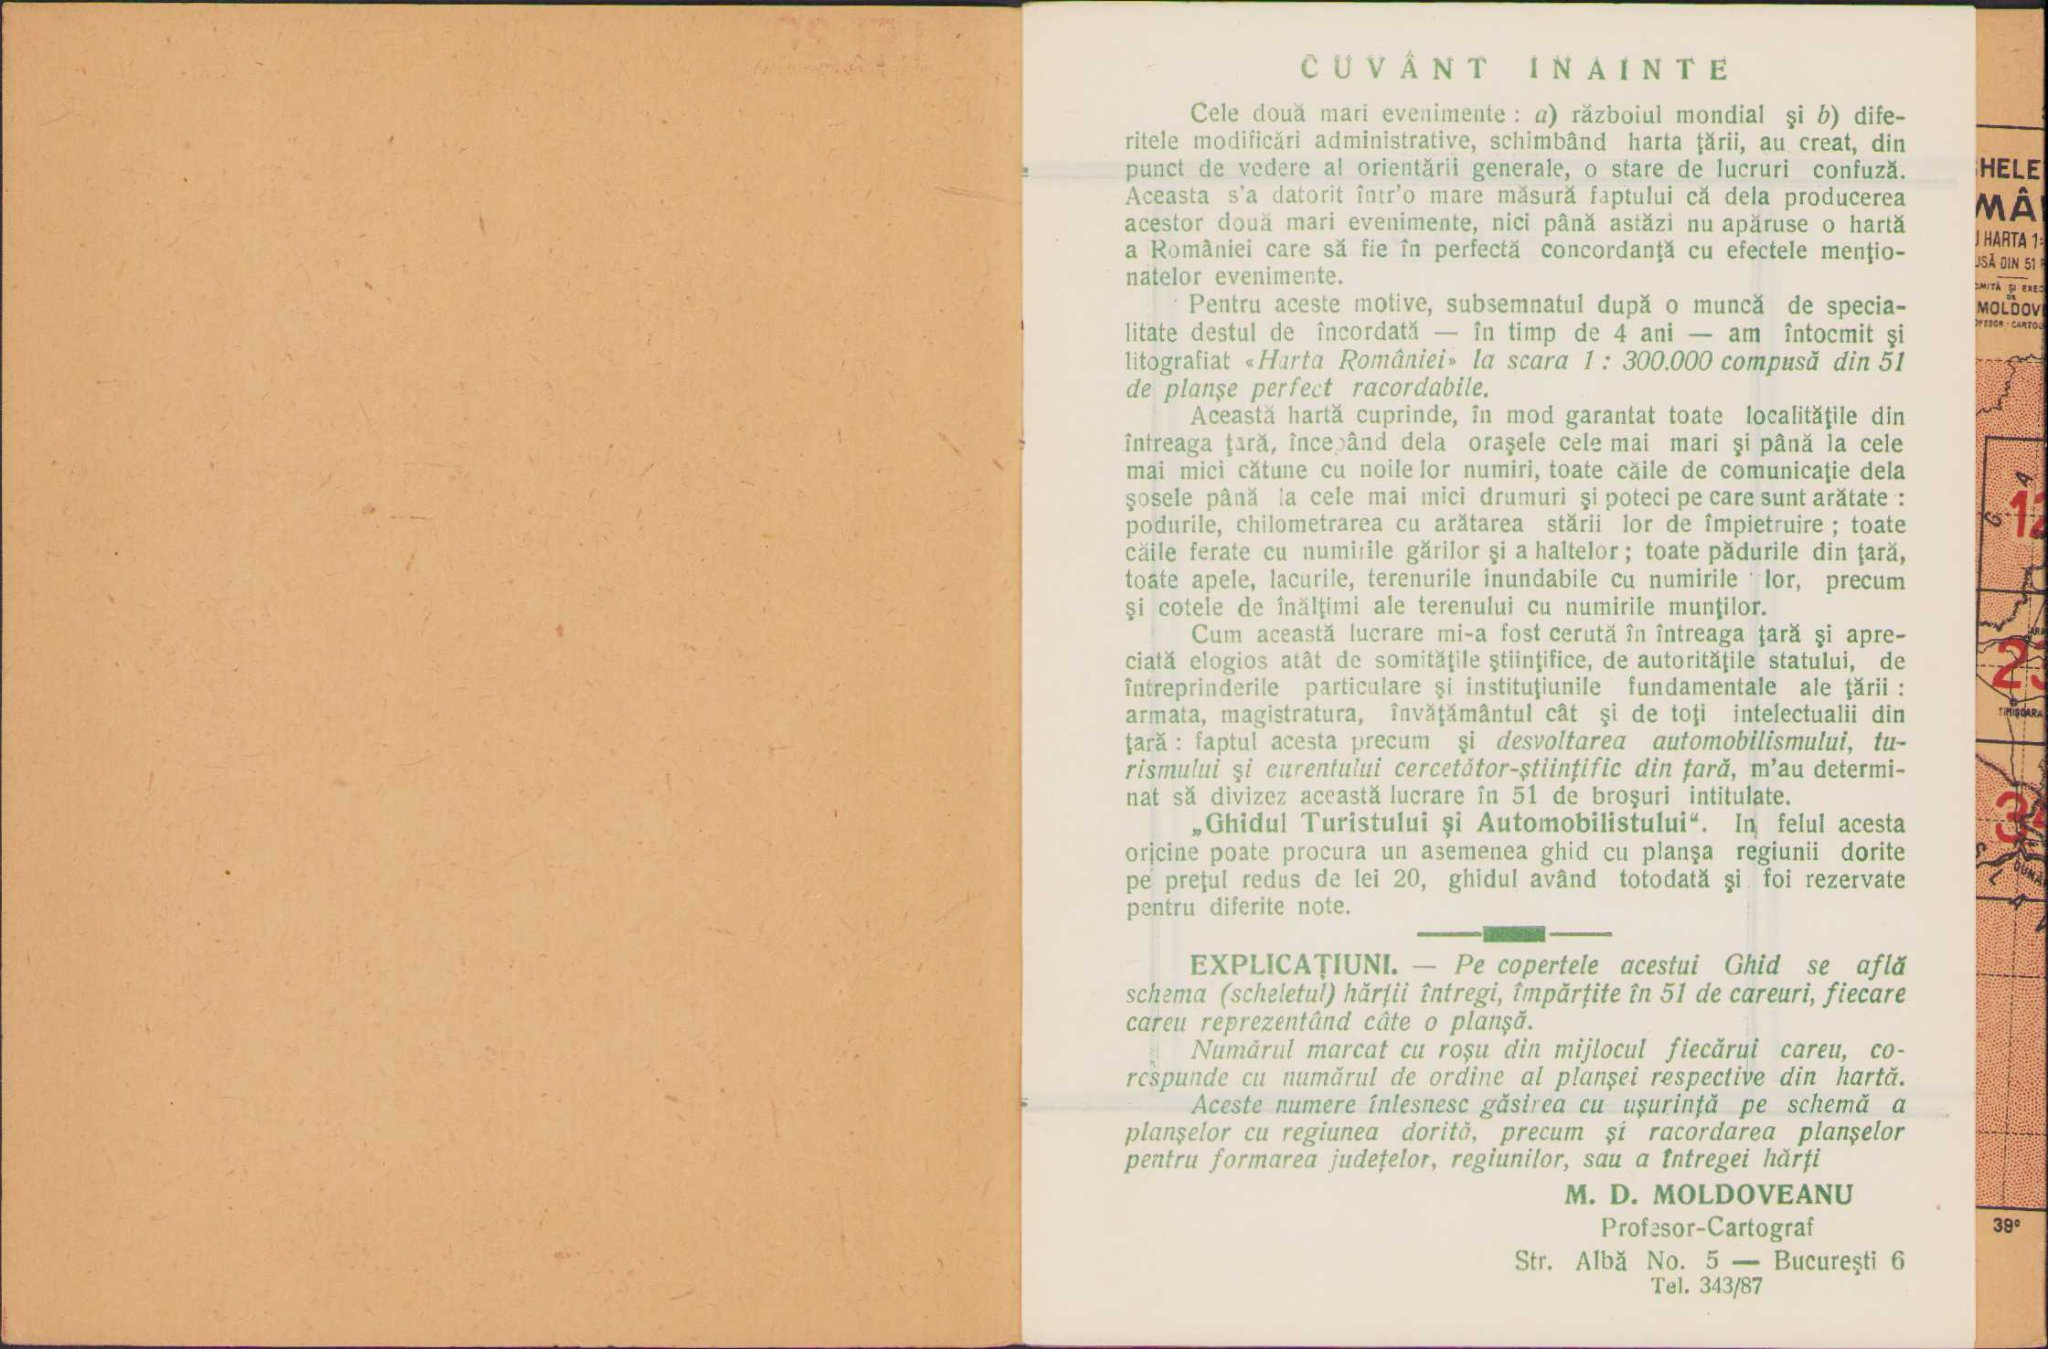 CUVÂNT INAINTE
Cele două mari evenimente : a) războiul mondial şi b) dife-
ritele modificări administrative, schimbând harta ţării, au creat, din
punct de vedere al orientării generale, o stare de lucruri confuză.
Aceasta s'a datorit într'o mare măsură faptului că dela producerea
acestor două mari evenimente, nici până astăzi nu apăruse o hartă
a României care să fie în perfectă concordanţă cu efectele menţio-
natelor evenimente.
Pentru aceste motive, subsemnatul după o muncă de specia-
litate destul de încordată — în timp de 4 ani — am întocmit şi
litografiat «Harta României» la scara 1 : 300.000 compusă din 51
de planşe perfect racordabile.
Această hartă cuprinde, în mod garantat toate localităţile din
întreaga ţară, începând dela oraşele cele mai mari şi până la cele
mai mici cătune cu noile lor numiri, toate căile de comunicaţie dela
şosele până la cele mai mici drumuri şi poteci pe care sunt arătate :
podurile, chilometrarea cu arătarea stării lor de împietruire ; toate
căile ferate cu numirile gărilor şi a haltelor ; toate pădurile din ţară,
toate apele, lacurile, terenurile inundabile cu numirile lor, precum
şi cotele de înălţimi ale terenului cu numirile munţilor.
Cum această lucrare mi-a fost cerută în întreaga ţară şi apre-
ciată elogios atât de somităţile ştiinţifice, de autorităţile statului, de
întreprinderile particulare şi instituţiunile fundamentale ale ţării :
armata, magistratura, învăţământul cât şi de toţi intelectualii din
ţară : faptul acesta precum şi desvoltarea automobilismului, tu-
rismului şi curentului cercetător-ştiinţific din ţară, m'au determi-
nat să divizez această lucrare în 51 de broşuri intitulate.
„Ghidul Turistului şi Automobilistului“. In felul acesta
oricine poate procura un asemenea ghid cu planşa regiunii dorite
pe preţul redus de lei 20, ghidul având totodată şi foi rezervate
pentru diferite note.
EXPLICAŢIUNI. — Pe copertele acestui Ghid se află
schema (scheletul) hărţii întregi, împărţite în 51 de careuri, fiecare
careu reprezentând câte o planşă.
Numărul marcat cu roşu din mijlocul fiecărui careu, co-
respunde cu numărul de ordine al planşei respective din hartă.
Aceste numere înlesnesc găsirea cu uşurinţă pe schemă a
planşelor cu regiunea dorită, precum şi racordarea planşelor
pentru formarea judeţelor, regiunilor, sau a întregei hărţi
M. D. MOLDOVEANU
Profesor-Cartograf
Str. Albă No. 5 — Bucureşti 6
Tel. 343/87
HELE
MÂ
HARTA 1:
DIN 51
MOLDOV
12
TIMIŞOARA
39°